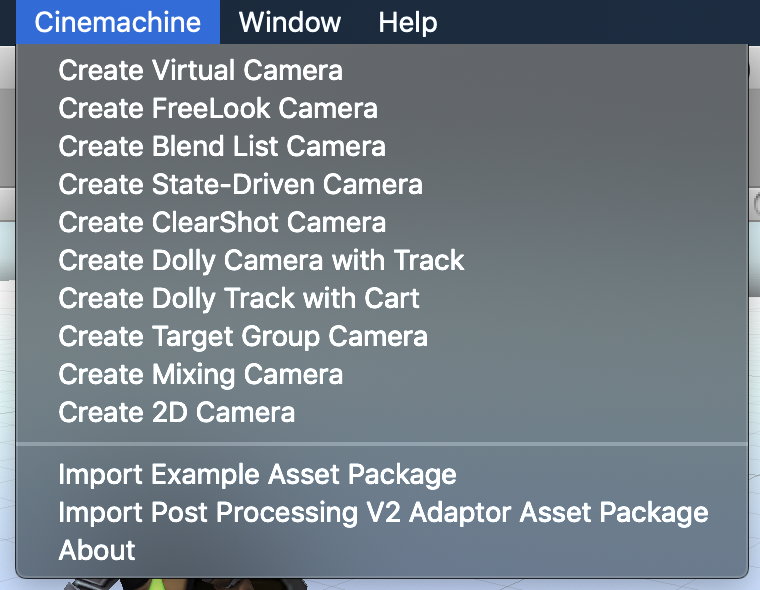 Cinemachine Window Help
Create Virtual Camera
Create FreeLook Camera
Create Blend List Camera
Create State-Driven Camera
Create ClearShot Camera
Create Dolly Camera with Track
Create Dolly Track with Cart
Create Target Group Camera
Create Mixing Camera
Create 2D Camera
Import Example Asset Package
Import Post Processing V2 Adaptor Asset Package
About